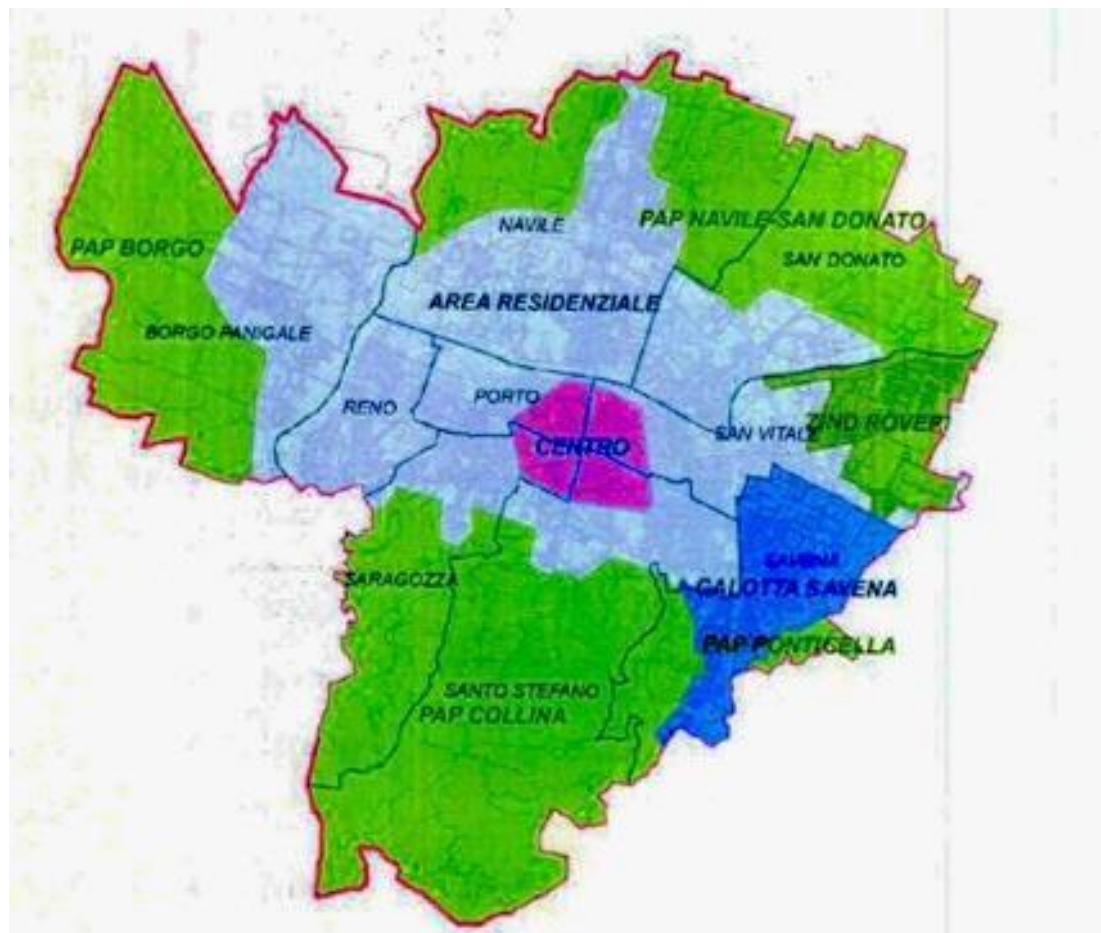 NAVILE
PAP NAVILE-SAN DONATO
PAP BORGO
SAN DONATO
AREA RESIDENZIALE
BORGO PANIGALE
PORTO
RENO
SAN VITALE
CENTRO
SAVENA
SARAGOZZA
CALOTTA SAVENA
PAP PONTICELLA
SANTO STEFANO
PAP COLLINA